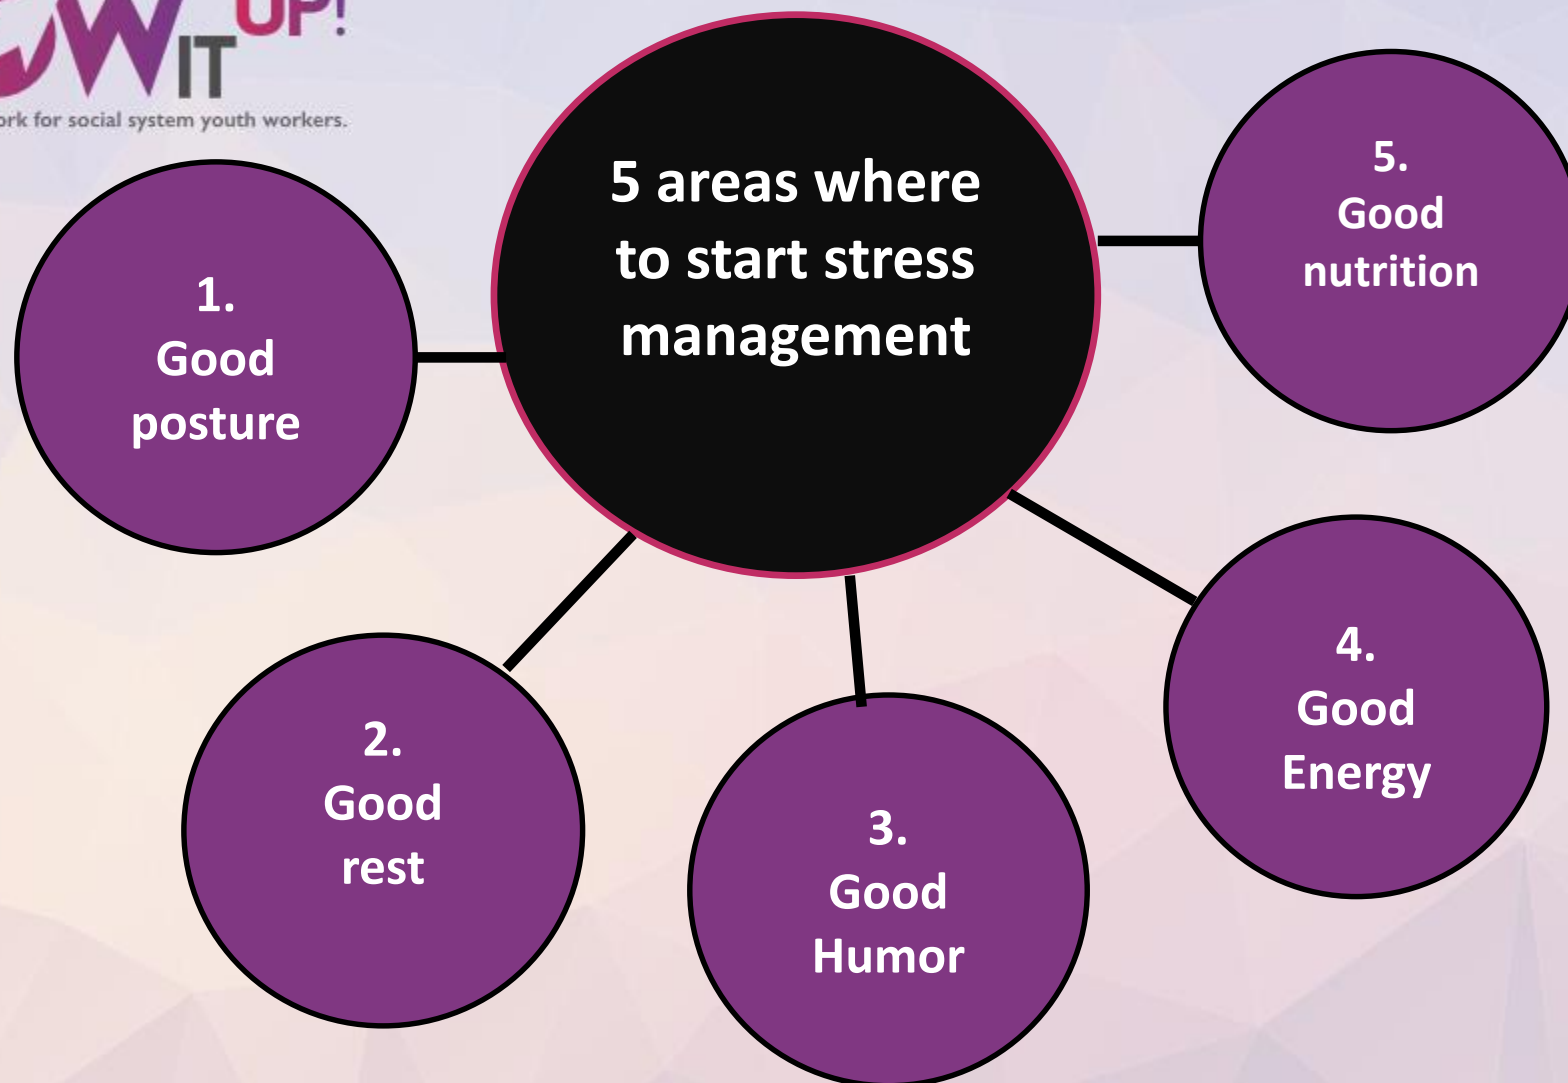 UP!
IT
ork for social system youth workers.
5 areas where
to start stress
management
1.
Good
posture
2.
Good
rest
3.
Good
Humor
4.
Good
Energy
5.
Good
nutrition